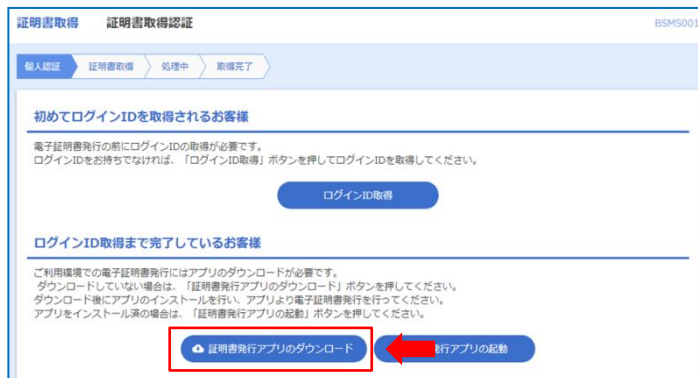 証明書取得 証明書取得認証 BSMS001
個人認証 証明書取得 処理中 取得完了
初めてログインIDを取得されるお客様
電子証明書発行の前にログインIDの取得が必要です。
ログインIDをお持ちでなければ、「ログインID取得」ボタンを押してログインIDを取得してください。
ログインID取得
ログインID取得まで完了しているお客様
ご利用環境での電子証明書発行にはアプリのダウンロードが必要です。
ダウンロードしていない場合は、「証明書発行アプリのダウンロード」ボタンを押してください。
ダウンロード後にアプリのインストールを行い、アプリより電子証明書発行を行ってください。
アプリをインストール済の場合は、「証明書発行アプリの起動」ボタンを押してください。
証明書発行アプリのダウンロード 発行アプリの起動